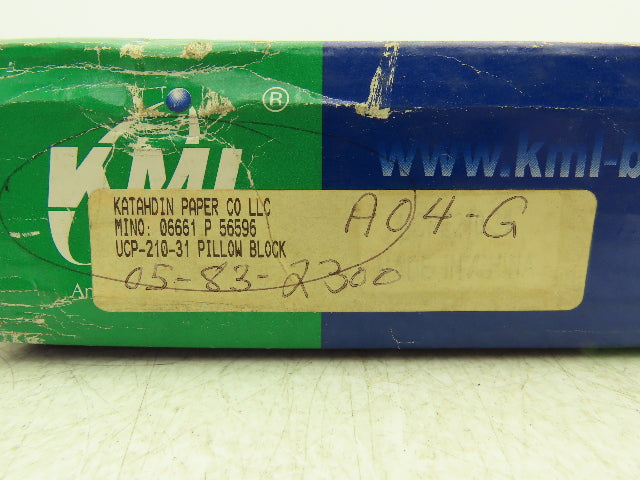 ®
KML
www.kml-b
KATAHDIN PAPER CO LLC
MINO: 06661 P 56596
UCP-210-31 PILLOW BLOCK
A04-G
05-83-2300
An